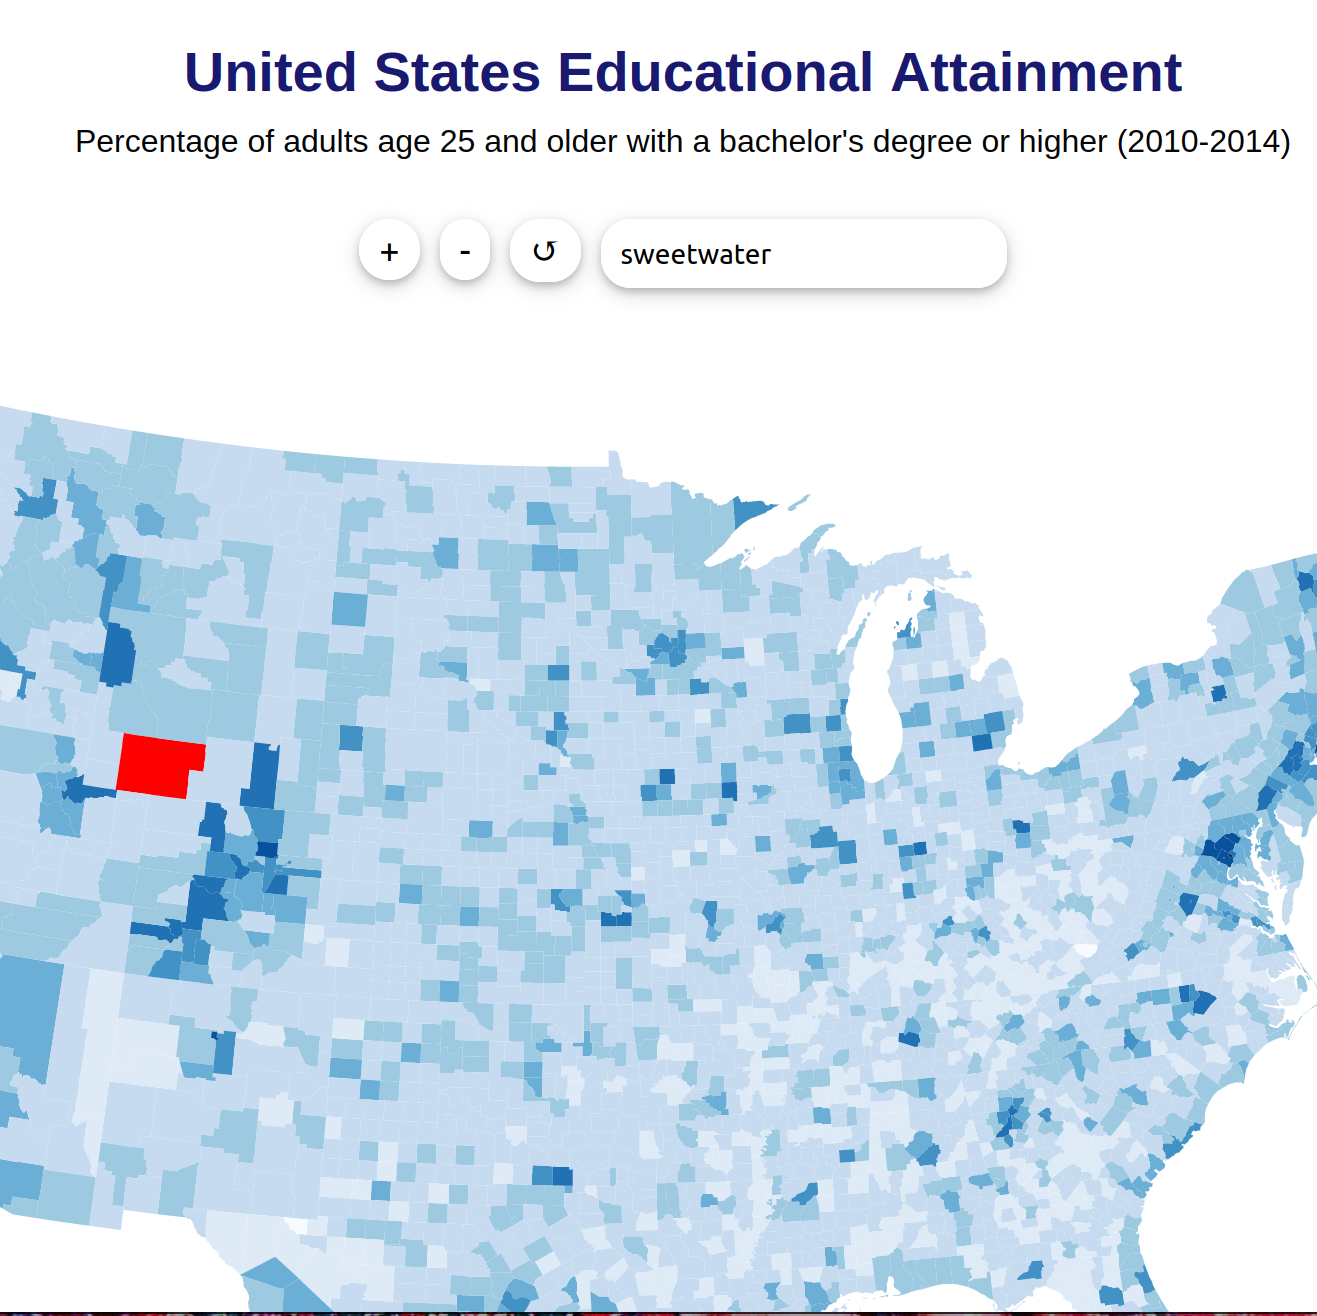 United States Educational Attainment
Percentage of adults age 25 and older with a bachelor's degree or higher (2010-2014)
+ - ↺ sweetwater